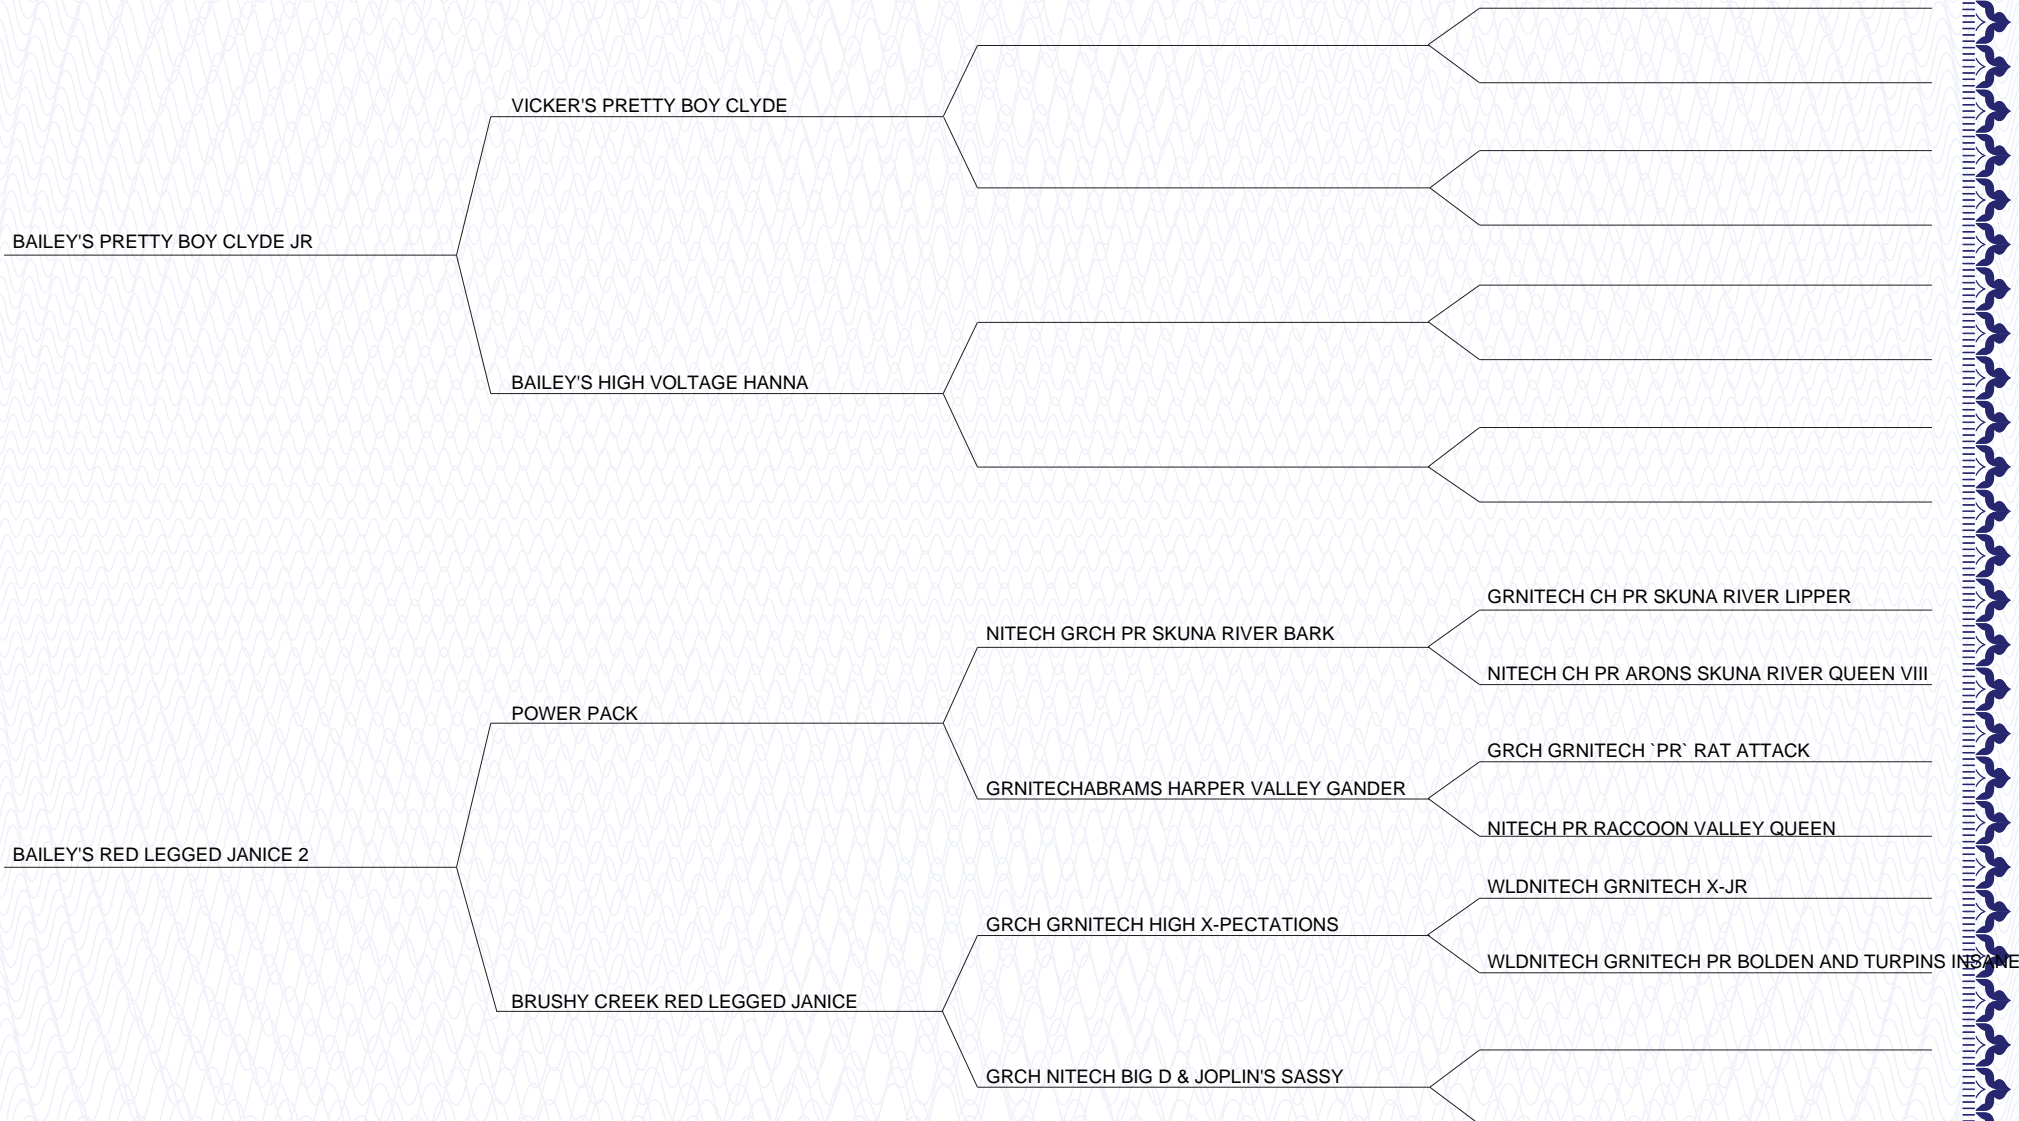 VICKER'S PRETTY BOY CLYDE
BAILEY'S PRETTY BOY CLYDE JR
BAILEY'S HIGH VOLTAGE HANNA
GRNITECH CH PR SKUNA RIVER LIPPER
NITECH GRCH PR SKUNA RIVER BARK
NITECH CH PR ARONS SKUNA RIVER QUEEN VIII
POWER PACK
GRCH GRNITECH `PR` RAT ATTACK
GRNITECHABRAMS HARPER VALLEY GANDER
NITECH PR RACCOON VALLEY QUEEN
BAILEY'S RED LEGGED JANICE 2
WLDNITECH GRNITECH X-JR
GRCH GRNITECH HIGH X-PECTATIONS
WLDNITECH GRNITECH PR BOLDEN AND TURPINS INSANE
BRUSHY CREEK RED LEGGED JANICE
GRCH NITECH BIG D & JOPLIN'S SASSY